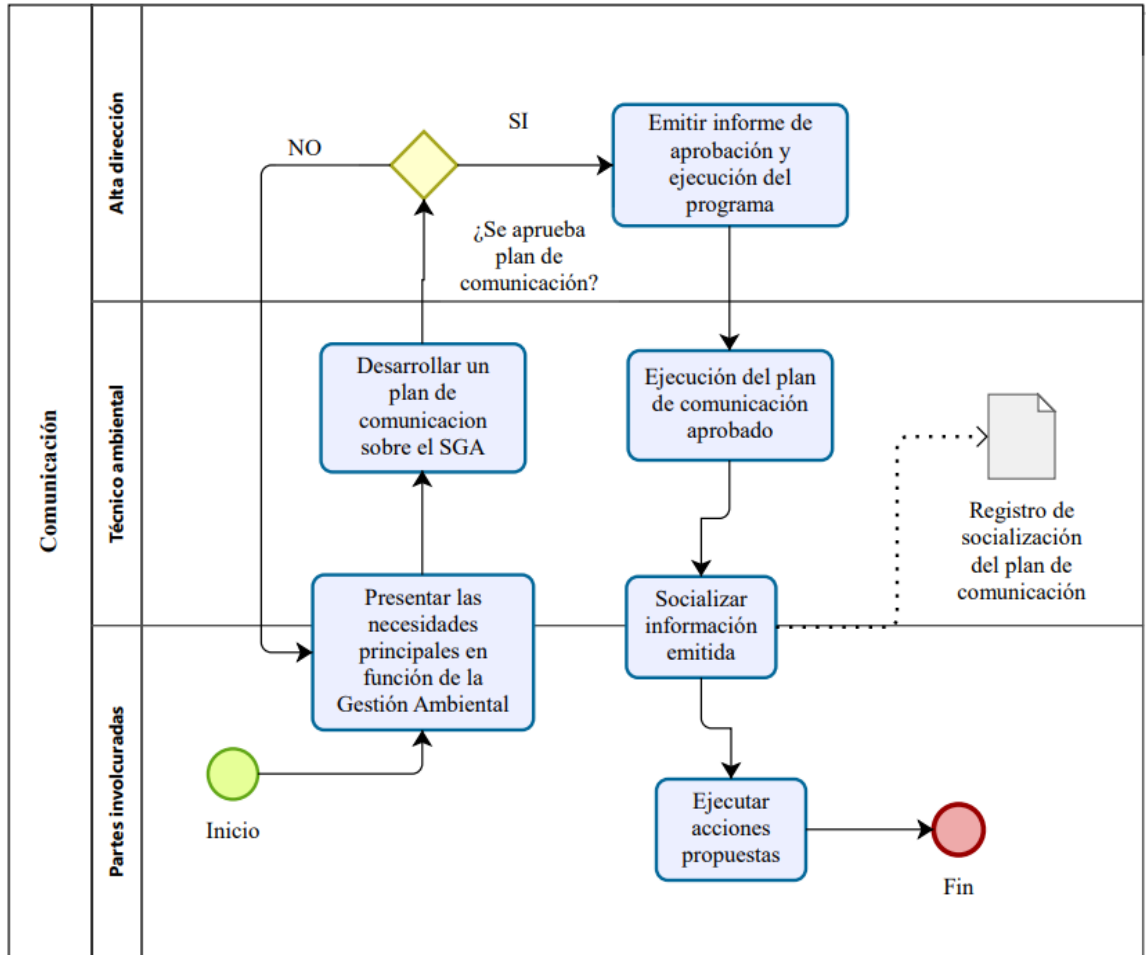 Comunicación
Alta dirección
NO
SI
Emitir informe de
aprobación y
ejecución del
programa
¿Se aprueba
plan de
comunicación?
Técnico ambiental
Desarrollar un
plan de
comunicacion
sobre el SGA
Ejecución del plan
de comunicación
aprobado
Registro de
socialización
del plan de
comunicación
Presentar las
necesidades
principales en
función de la
Gestión Ambiental
Socializar
información
emitida
Partes involcuradas
Inicio
Ejecutar
acciones
propuestas
Fin